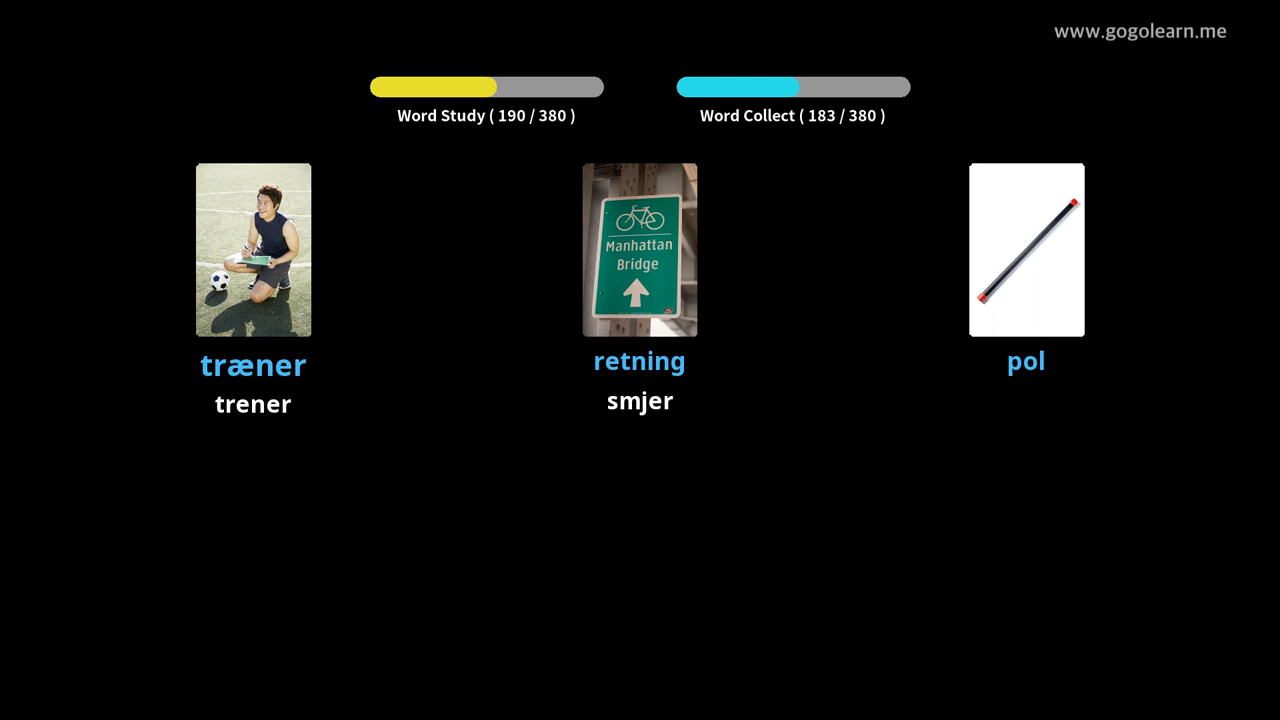 www.gogolearn.me
Word Study ( 190 / 380 )
Word Collect ( 183 / 380 )
Manhattan
Bridge
træner
retning
pol
trener
smjer